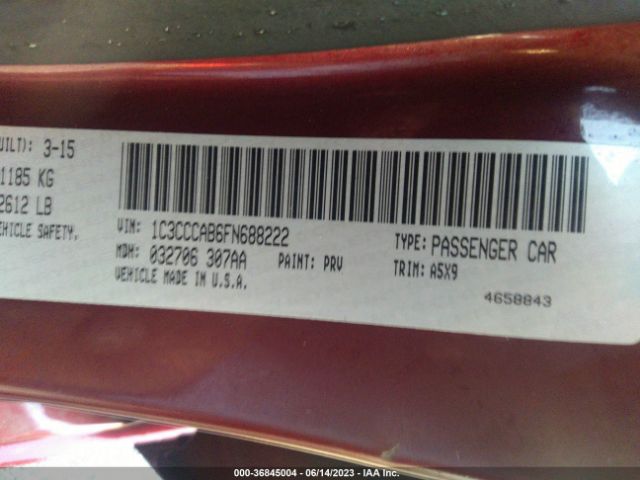 UILT): 3-15
1185 KG
2612 LB
EHICLE SAFETY.
VIN: 1C3CCCAB6FN688222
TYPE: PASSENGER CAR
MDH: 032706 307AA
PAINT: PRV
TRIM: A5X9
VEHICLE MADE IN U.S.A.
4658843
000-36845004 - 06/14/2023 - IAA Inc.